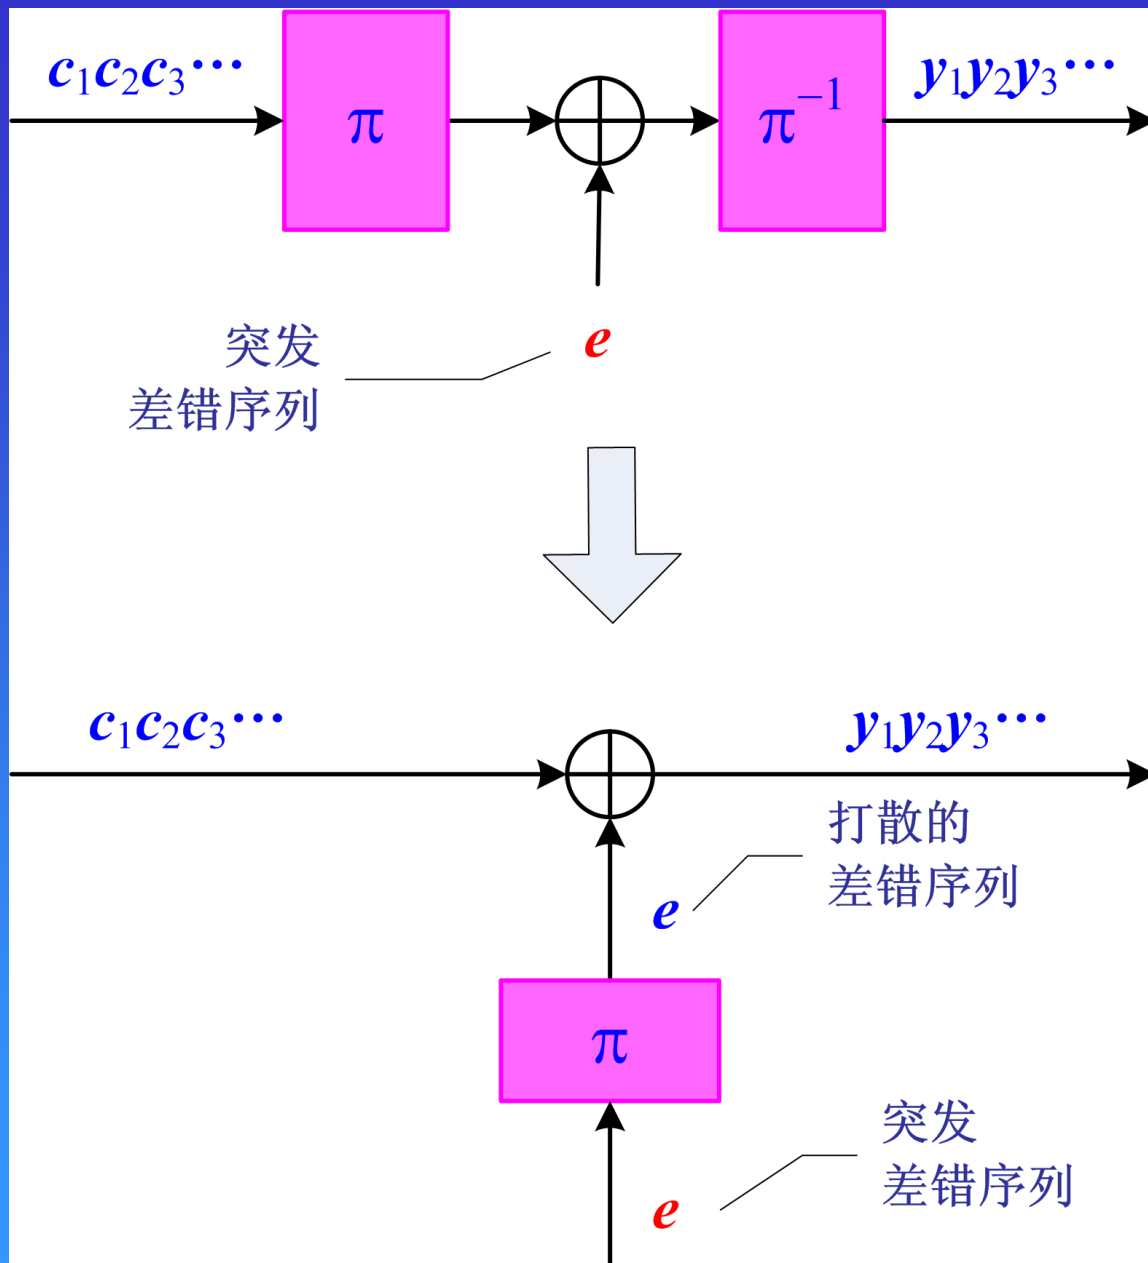 c₁c₂c₃⋯
π
π⁻¹
y₁y₂y₃⋯
突发
差错序列
e
c₁c₂c₃⋯
y₁y₂y₃⋯
打散的
差错序列
e
π
突发
差错序列
e